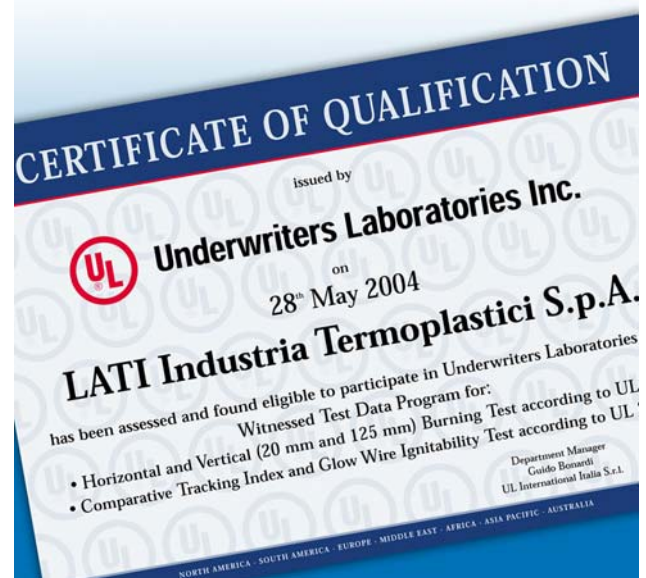 CERTIFICATE OF QUALIFICATION
issued by
UL ®
Underwriters Laboratories Inc.
on
28th May 2004
LATI Industria Termoplastici S.p.A.
has been assessed and found eligible to participate in Underwriters Laboratories
Witnessed Test Data Program for:
• Horizontal and Vertical (20 mm and 125 mm) Burning Test according to UL
• Comparative Tracking Index and Glow Wire Ignitability Test according to UL
Department Manager
Guido Bonardi
UL International Italia S.r.l.
NORTH AMERICA - SOUTH AMERICA - EUROPE - MIDDLE EAST - AFRICA - ASIA PACIFIC - AUSTRALIA